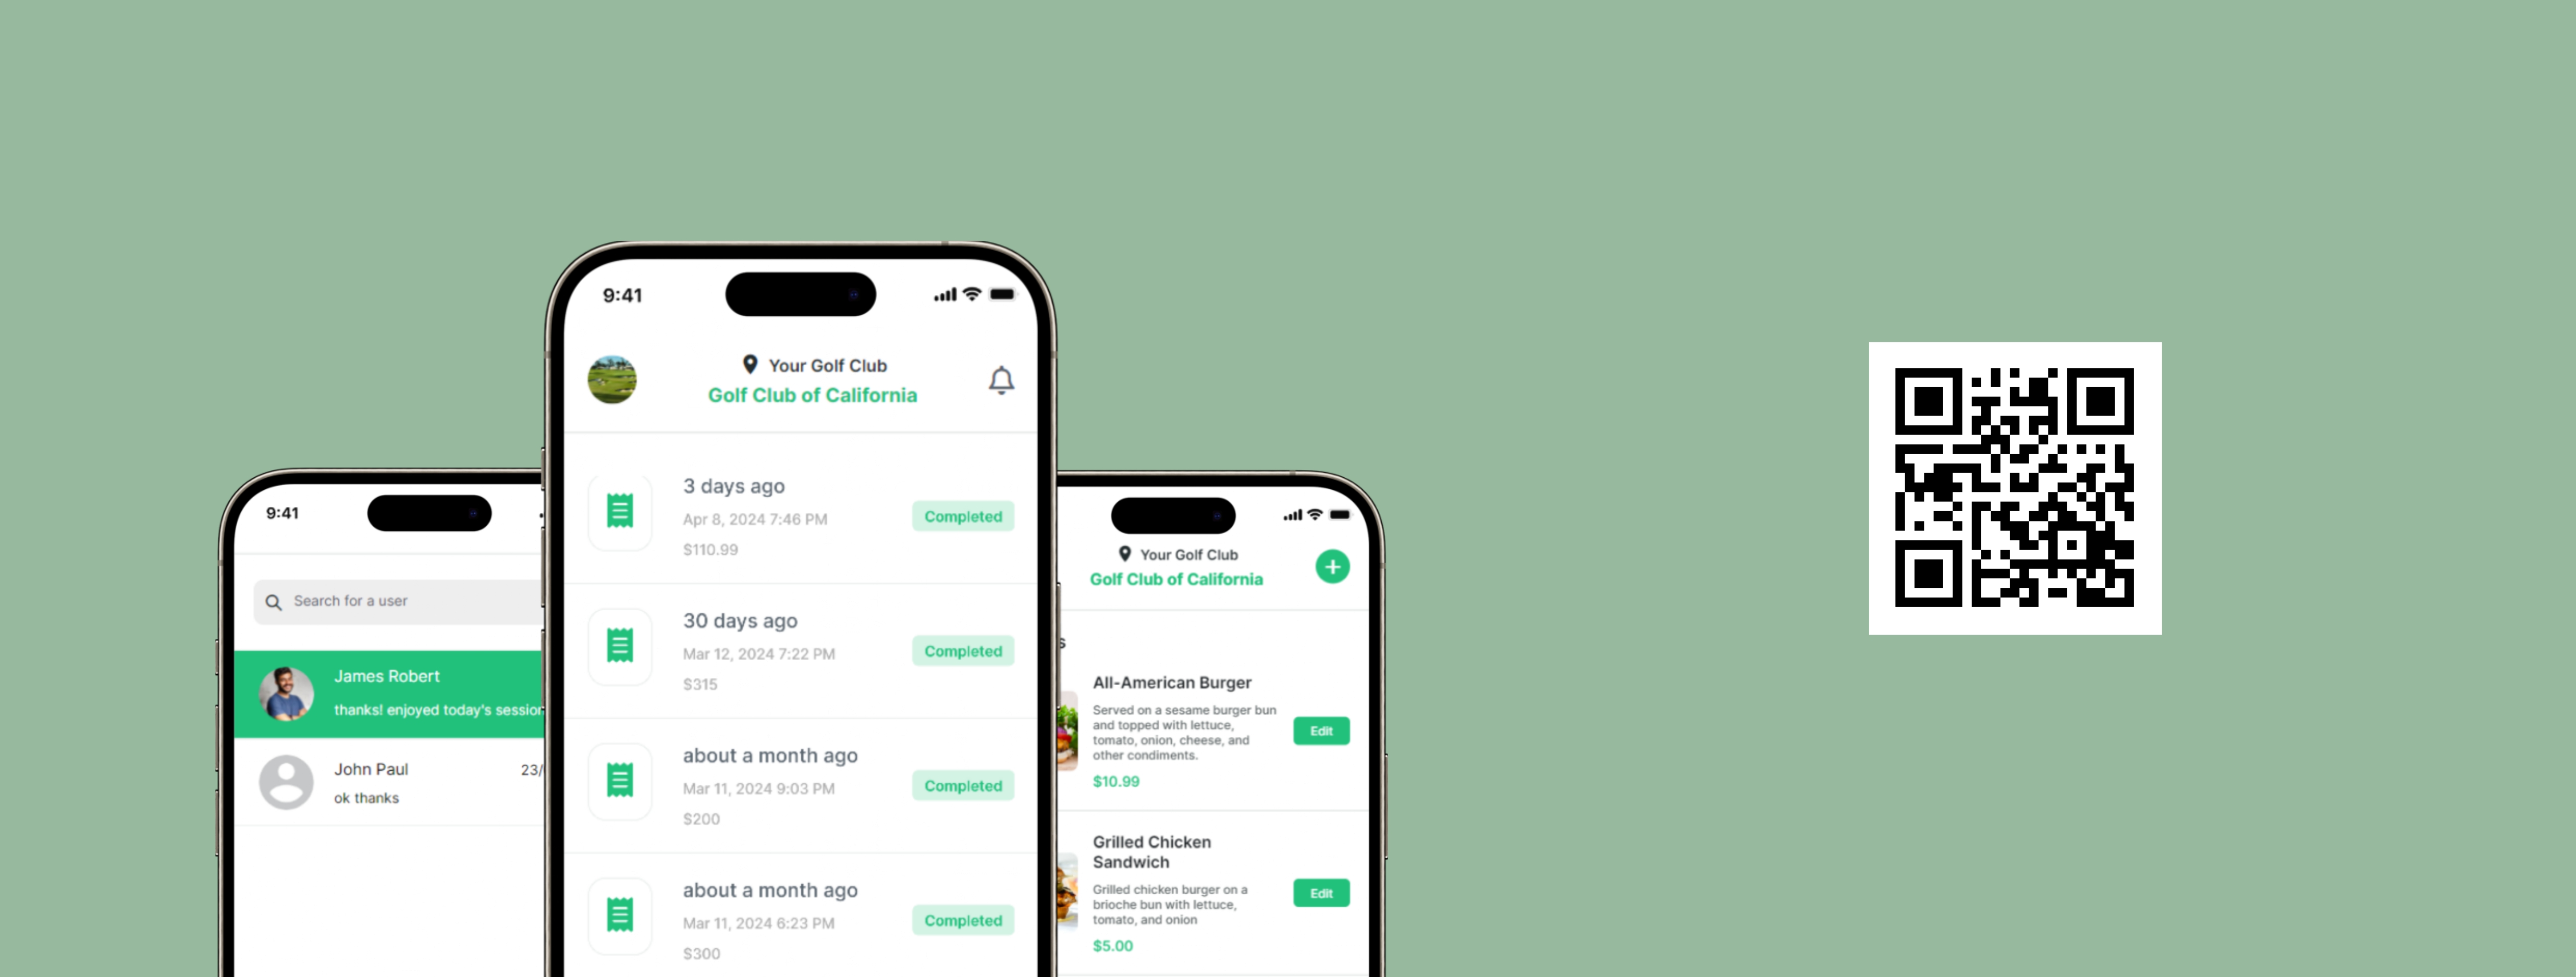 9:41
Search for a user
James Robert
thanks! enjoyed today's session
John Paul
23/
ok thanks
9:41
Your Golf Club
Golf Club of California
3 days ago
Apr 8, 2024 7:46 PM
$110.99
Completed
30 days ago
Mar 12, 2024 7:22 PM
$315
Completed
about a month ago
Mar 11, 2024 9:03 PM
$200
Completed
about a month ago
Mar 11, 2024 6:23 PM
$300
Completed
Your Golf Club
Golf Club of California
s
All-American Burger
Served on a sesame burger bun
and topped with lettuce,
tomato, onion, cheese, and
other condiments.
$10.99
Edit
Grilled Chicken
Sandwich
Grilled chicken burger on a
brioche bun with lettuce,
tomato, and onion
$5.00
Edit